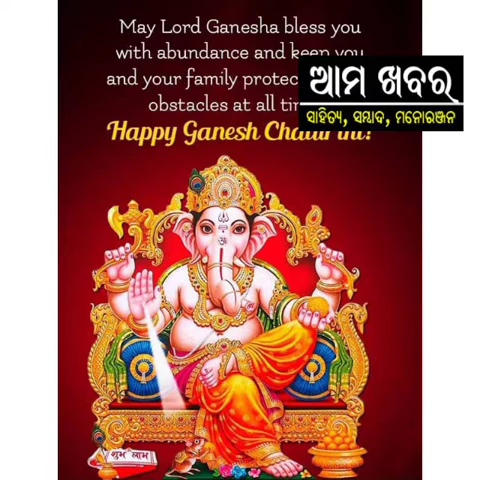 May Lord Ganesha bless you
with abundance and keep you
and your family protec
obstacles at all ti
Happy Ganesh Chaturthi!
ଆମ ଖବର
ସାହିତ୍ୟ, ସମ୍ବାଦ, ମନୋରଞ୍ଜନ
शुभ लाभ